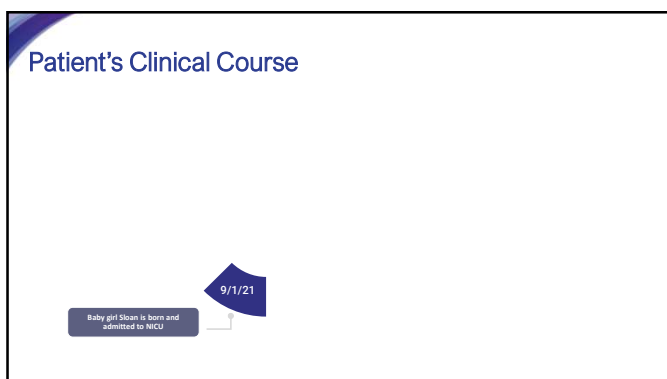 Patient’s Clinical Course
9/1/21
Baby girl Sloan is born and
admitted to NICU